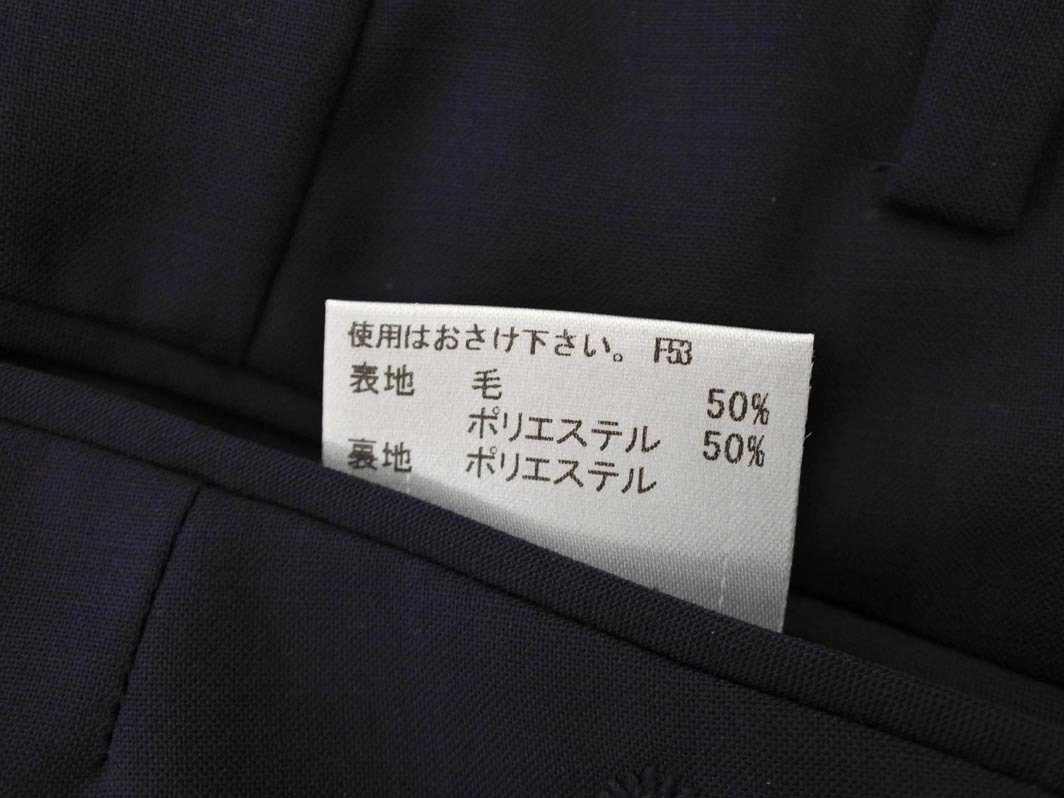 使用はおさけ下さい。 F53
表地 毛 50%
ポリエステル 50%
裏地 ポリエステル